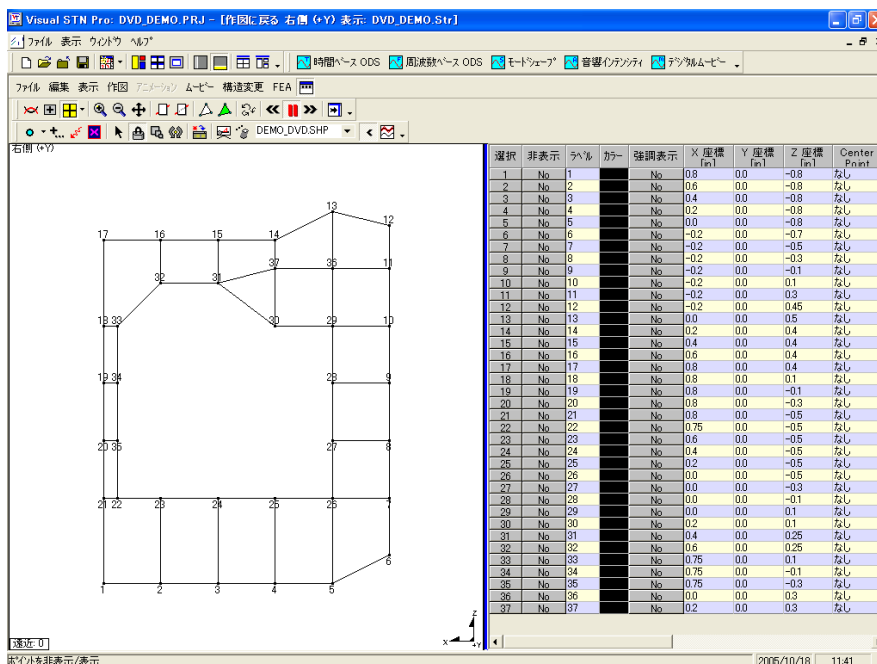 Visual STN Pro: DVD_DEMO.PRJ - [作図に戻る 右側 (+Y) 表示: DVD_DEMO.Str]
ファイル 表示 ウィンドウ ヘルプ
時間ベース ODS 周波数ベース ODS モードシェープ 音響インテンシティ デジタルムービー
ファイル 編集 表示 作図 アニメーション ムービー 構造変更 FEA
DEMO_DVD.SHP
右側 (+Y)
13
12
17 16 15 14
37 36 11
32 31
18 33 30 29 10
19 34 28 9
20 35 27 8
21 22 23 24 25 26 7
6
1 2 3 4 5
Z
X +Y
遠近: 0
選択 非表示 ラベル カラー 強調表示 X 座標 [in] Y 座標 [in] Z 座標 [in] Center Point
1 No 1 No 0.8 0.0 -0.8 なし
2 No 2 No 0.6 0.0 -0.8 なし
3 No 3 No 0.4 0.0 -0.8 なし
4 No 4 No 0.2 0.0 -0.8 なし
5 No 5 No 0.0 0.0 -0.8 なし
6 No 6 No -0.2 0.0 -0.7 なし
7 No 7 No -0.2 0.0 -0.5 なし
8 No 8 No -0.2 0.0 -0.3 なし
9 No 9 No -0.2 0.0 -0.1 なし
10 No 10 No -0.2 0.0 0.1 なし
11 No 11 No -0.2 0.0 0.3 なし
12 No 12 No -0.2 0.0 0.45 なし
13 No 13 No 0.0 0.0 0.5 なし
14 No 14 No 0.2 0.0 0.4 なし
15 No 15 No 0.4 0.0 0.4 なし
16 No 16 No 0.6 0.0 0.4 なし
17 No 17 No 0.8 0.0 0.4 なし
18 No 18 No 0.8 0.0 0.1 なし
19 No 19 No 0.8 0.0 -0.1 なし
20 No 20 No 0.8 0.0 -0.3 なし
21 No 21 No 0.8 0.0 -0.5 なし
22 No 22 No 0.75 0.0 -0.5 なし
23 No 23 No 0.6 0.0 -0.5 なし
24 No 24 No 0.4 0.0 -0.5 なし
25 No 25 No 0.2 0.0 -0.5 なし
26 No 26 No 0.0 0.0 -0.5 なし
27 No 27 No 0.0 0.0 -0.3 なし
28 No 28 No 0.0 0.0 -0.1 なし
29 No 29 No 0.0 0.0 0.1 なし
30 No 30 No 0.2 0.0 0.1 なし
31 No 31 No 0.4 0.0 0.25 なし
32 No 32 No 0.6 0.0 0.25 なし
33 No 33 No 0.75 0.0 0.1 なし
34 No 34 No 0.75 0.0 -0.1 なし
35 No 35 No 0.75 0.0 -0.3 なし
36 No 36 No 0.0 0.0 0.3 なし
37 No 37 No 0.2 0.0 0.3 なし
ポイントを非表示/表示 2005/10/18 11:41